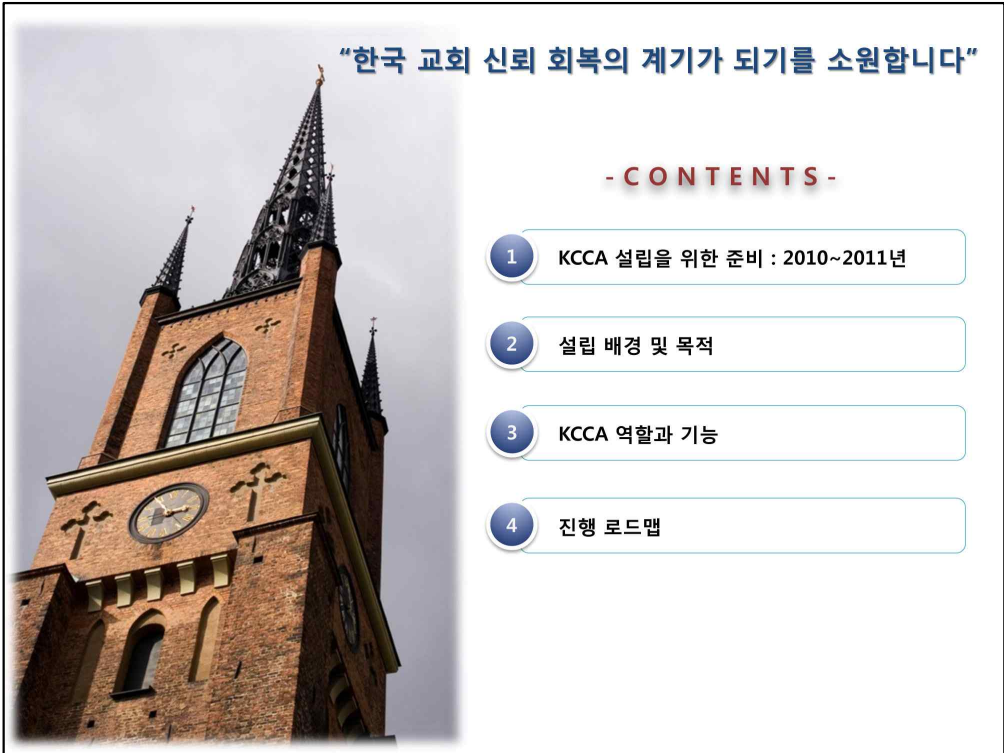 “한국 교회 신뢰 회복의 계기가 되기를 소원합니다”
- C O N T E N T S -
1 KCCA 설립을 위한 준비 : 2010~2011년
2 설립 배경 및 목적
3 KCCA 역할과 기능
4 진행 로드맵